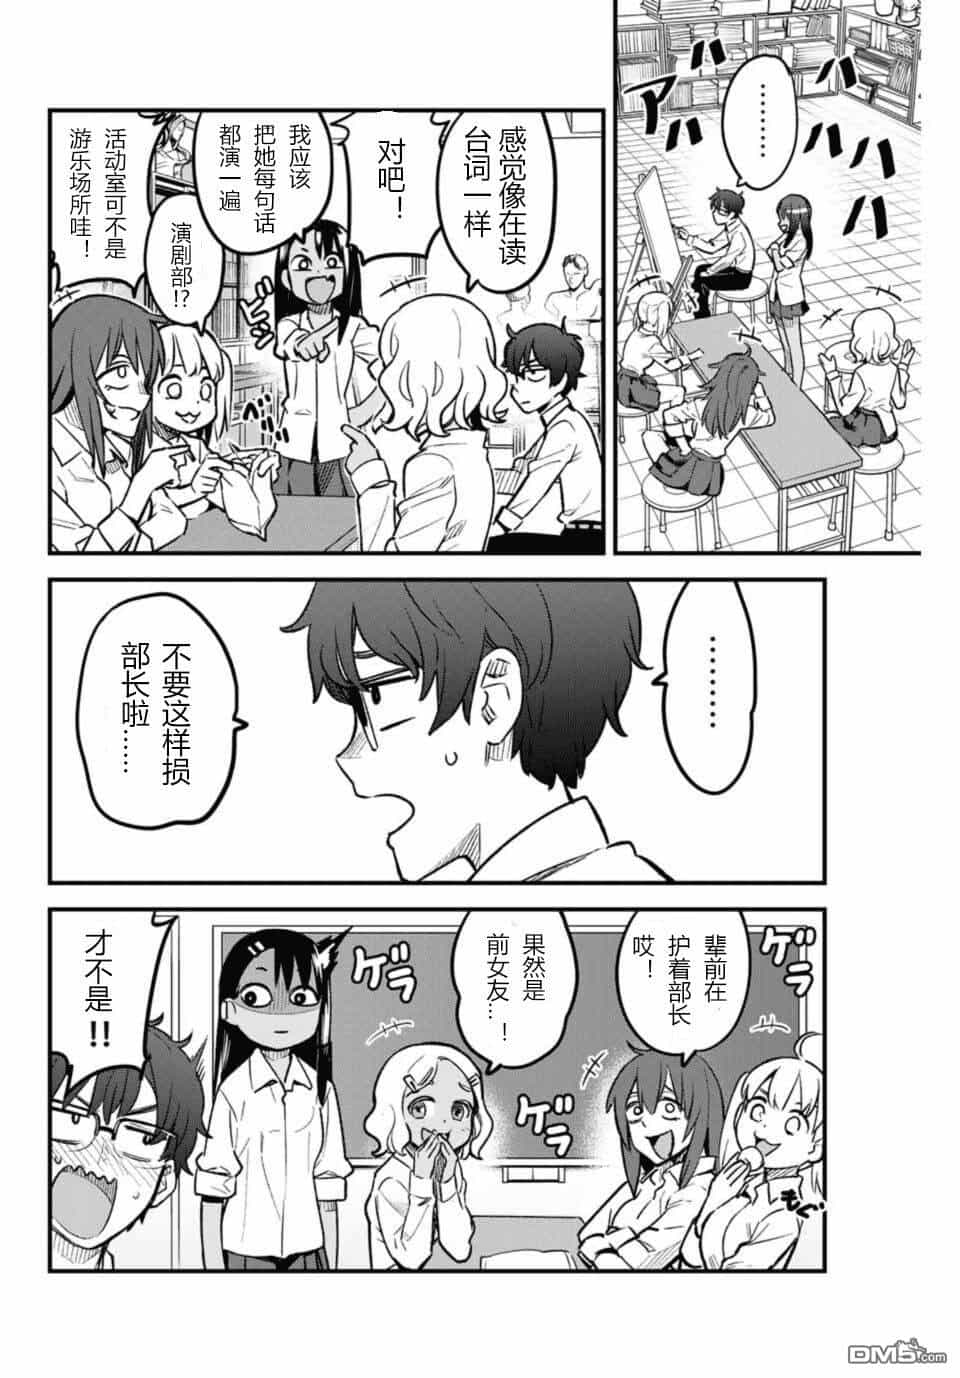 ………
アハハハハハ
感觉像在读
台词一样
对吧！
我应该
把她每句话
都演一遍
演剧部!?
活动室可不是
游乐场所哇！
………
不要这样损
部长啦……
辈前在
护着部长
哎！
果然是
前女友…！
ゲラ
ゲラ
ゲラ
もぐ
才不是!!
DM5.com